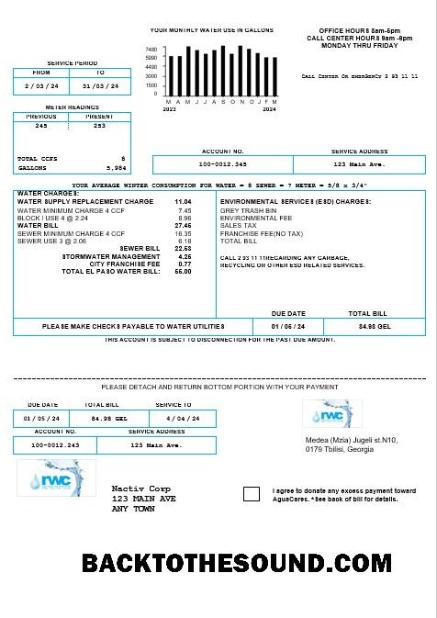 YOUR MONTHLY WATER USE IN GALLONS
OFFICE HOURS 8am-5pm
CALL CENTER HOURS 9am -6pm
MONDAY THRU FRIDAY
7480
5990
4490
3000
1500
0
M A M J J A S O N D J F M
2023 2024
CALL CENTER OR EMERGENCY 2 93 11 11
SERVICE PERIOD
FROM TO
2 / 03 / 24 31 / 03 / 24
METER READINGS
PREVIOUS PRESENT
245 253
TOTAL CCFS 8
GALLONS 5,984
ACCOUNT NO. SERVICE ADDRESS
100-0012.345 123 Main Ave.
YOUR AVERAGE WINTER CONSUMPTION FOR WATER = 8 SEWER = 7 METER = 5/8 x 3/4"
WATER CHARGES:
WATER SUPPLY REPLACEMENT CHARGE 11.04
WATER MINIMUM CHARGE 4 CCF 7.45
BLOCK I USE 4 @ 2.24 8.96
WATER BILL 27.45
SEWER MINIMUM CHARGE 4 CCF 16.35
SEWER USE 3 @ 2.06 6.18
SEWER BILL 22.53
STORMWATER MANAGEMENT 4.25
CITY FRANCHISE FEE 0.77
TOTAL EL PASO WATER BILL: 55.00
ENVIRONMENTAL SERVICES (ESD) CHARGES:
GREY TRASH BIN
ENVIRONMENTAL FEE
SALES TAX
FRANCHISE FEE(NO TAX)
TOTAL BILL
CALL 2 93 11 11REGARDING ANY GARBAGE,
RECYCLING OR OTHER ESD RELATED SERVICES.
DUE DATE TOTAL BILL
PLEASE MAKE CHECKS PAYABLE TO WATER UTILITIES 01 / 05 / 24 84.98 GEL
THIS ACCOUNT IS SUBJECT TO DISCONNECTION FOR THE PAST DUE AMOUNT.
PLEASE DETACH AND RETURN BOTTOM PORTION WITH YOUR PAYMENT
DUE DATE TOTAL BILL SERVICE TO
01 / 05 / 24 84.98 GEL 4 / 04 / 24
ACCOUNT NO. SERVICE ADDRESS
100-0012.245 123 Main Ave.
rwc
Medea (Mzia) Jugeli st.N10,
0179 Tbilisi, Georgia
rwc
Nactiv Corp
123 MAIN AVE
ANY TOWN
I agree to donate any excess payment toward
AguaCares. * See back of bill for details.
BACKTOTHESOUND.COM